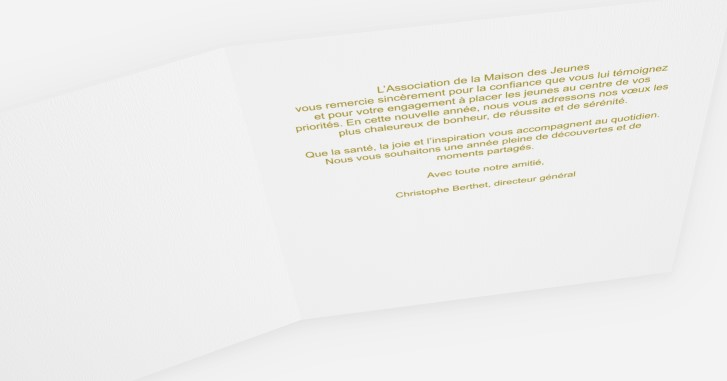 L'Association de la Maison des Jeunes
vous remercie sincèrement pour la confiance que vous lui témoignez
et pour votre engagement à placer les jeunes au centre de vos
priorités. En cette nouvelle année, nous vous adressons nos vœux les
plus chaleureux de bonheur, de réussite et de sérénité.
Que la santé, la joie et l'inspiration vous accompagnent au quotidien.
Nous vous souhaitons une année pleine de découvertes et de
moments partagés.
Avec toute notre amitié,
Christophe Berthet, directeur général